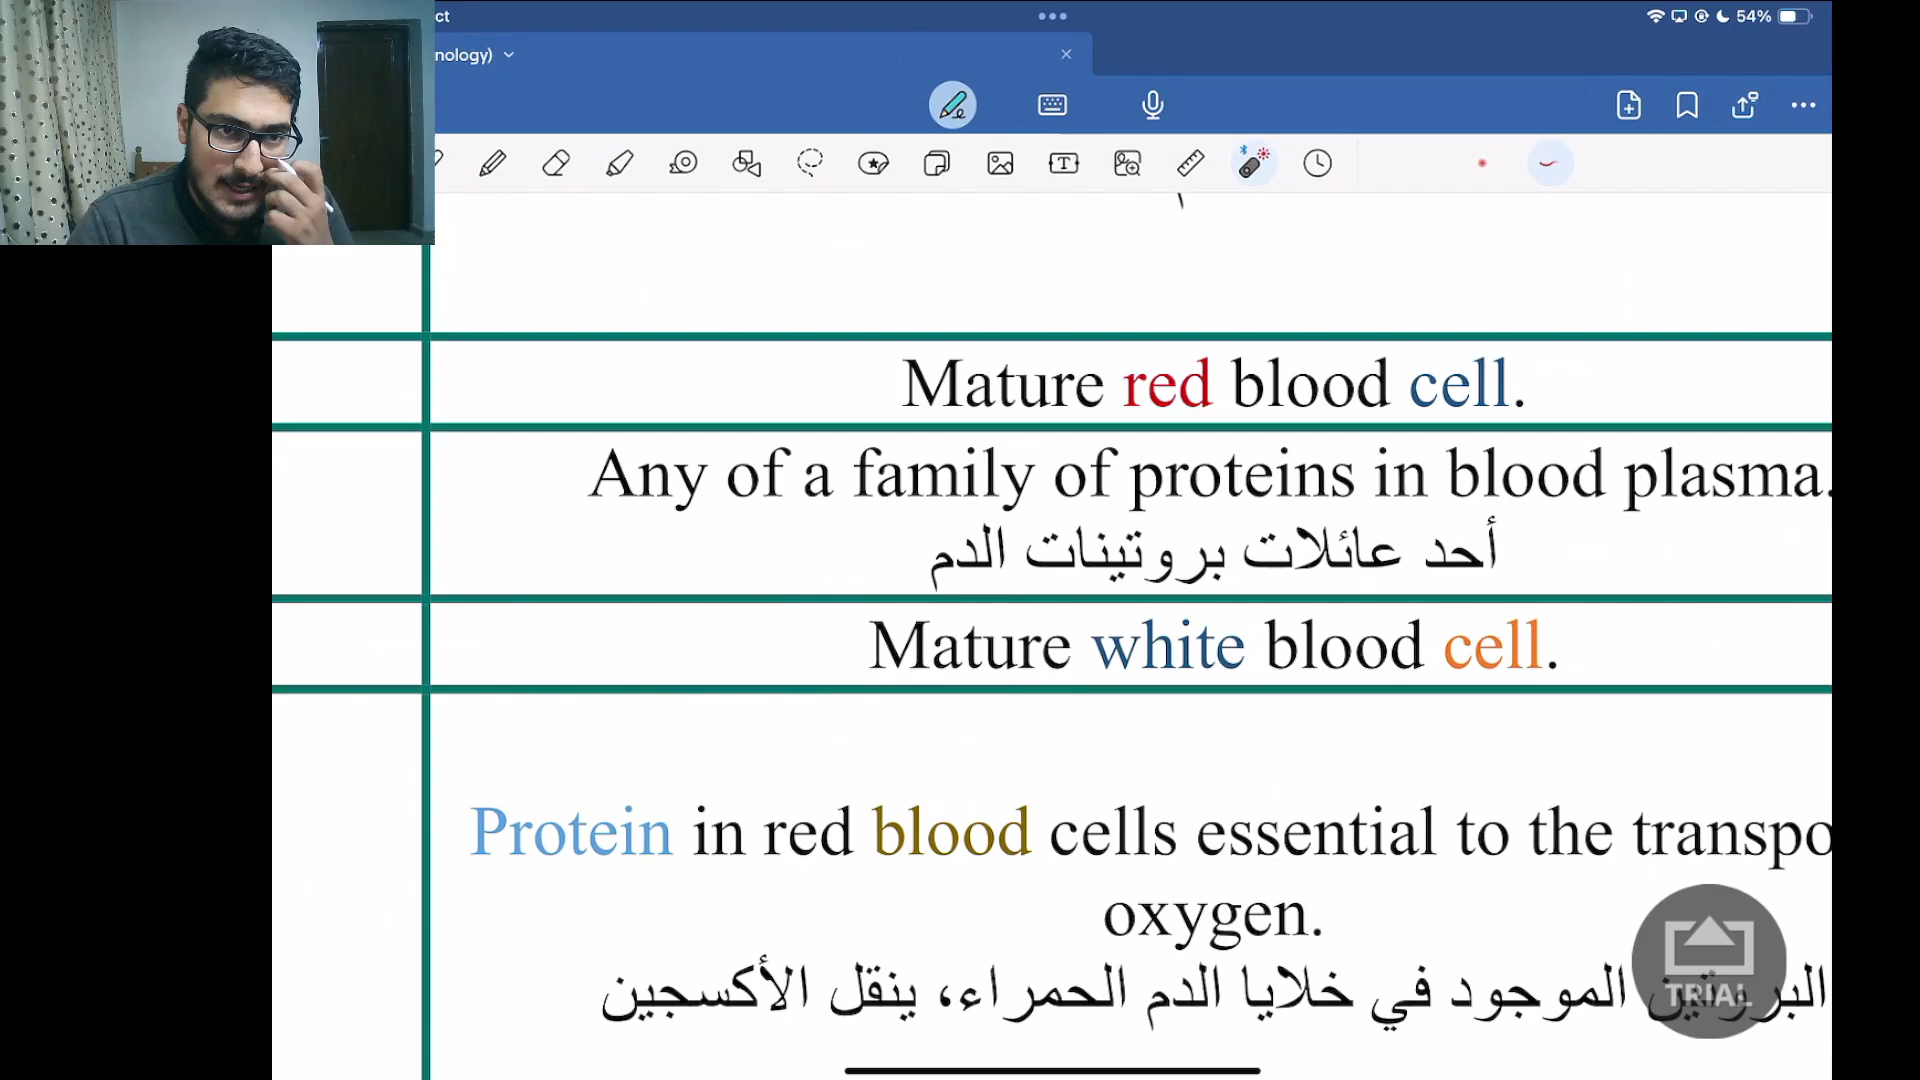 ct
54%
nology)
Mature red blood cell.
Any of a family of proteins in blood plasma.
أحد عائلات بروتينات الدم
Mature white blood cell.
Protein in red blood cells essential to the transpo
oxygen.
البروتين الموجود في خلايا الدم الحمراء، ينقل الأكسجين
TRIAL